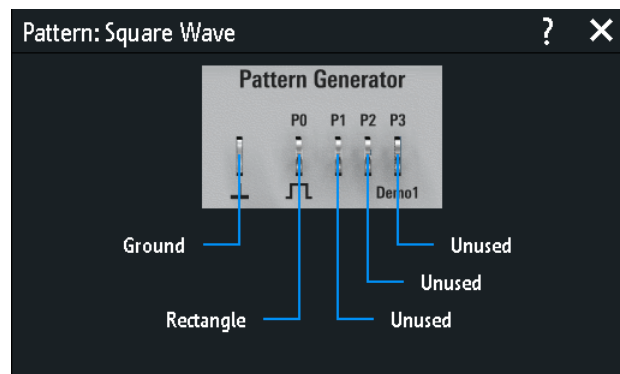 Pattern: Square Wave ? ×
Pattern Generator
P0 P1 P2 P3
Demo1
Ground Unused
Unused
Rectangle Unused